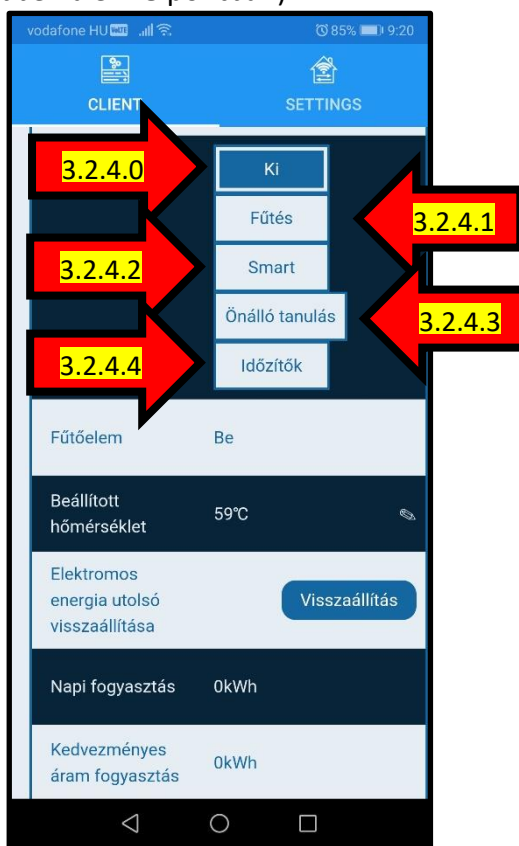 vodafone HU 85% 9:20
CLIENT SETTINGS
3.2.4.0 Ki
Fűtés 3.2.4.1
3.2.4.2 Smart
Önálló tanulás 3.2.4.3
3.2.4.4 Időzítők
Fűtőelem Be
Beállított
hőmérséklet 59℃
Elektromos
energia utolsó
visszaállítása
Visszaállítás
Napi fogyasztás 0kWh
Kedvezményes
áram fogyasztás 0kWh